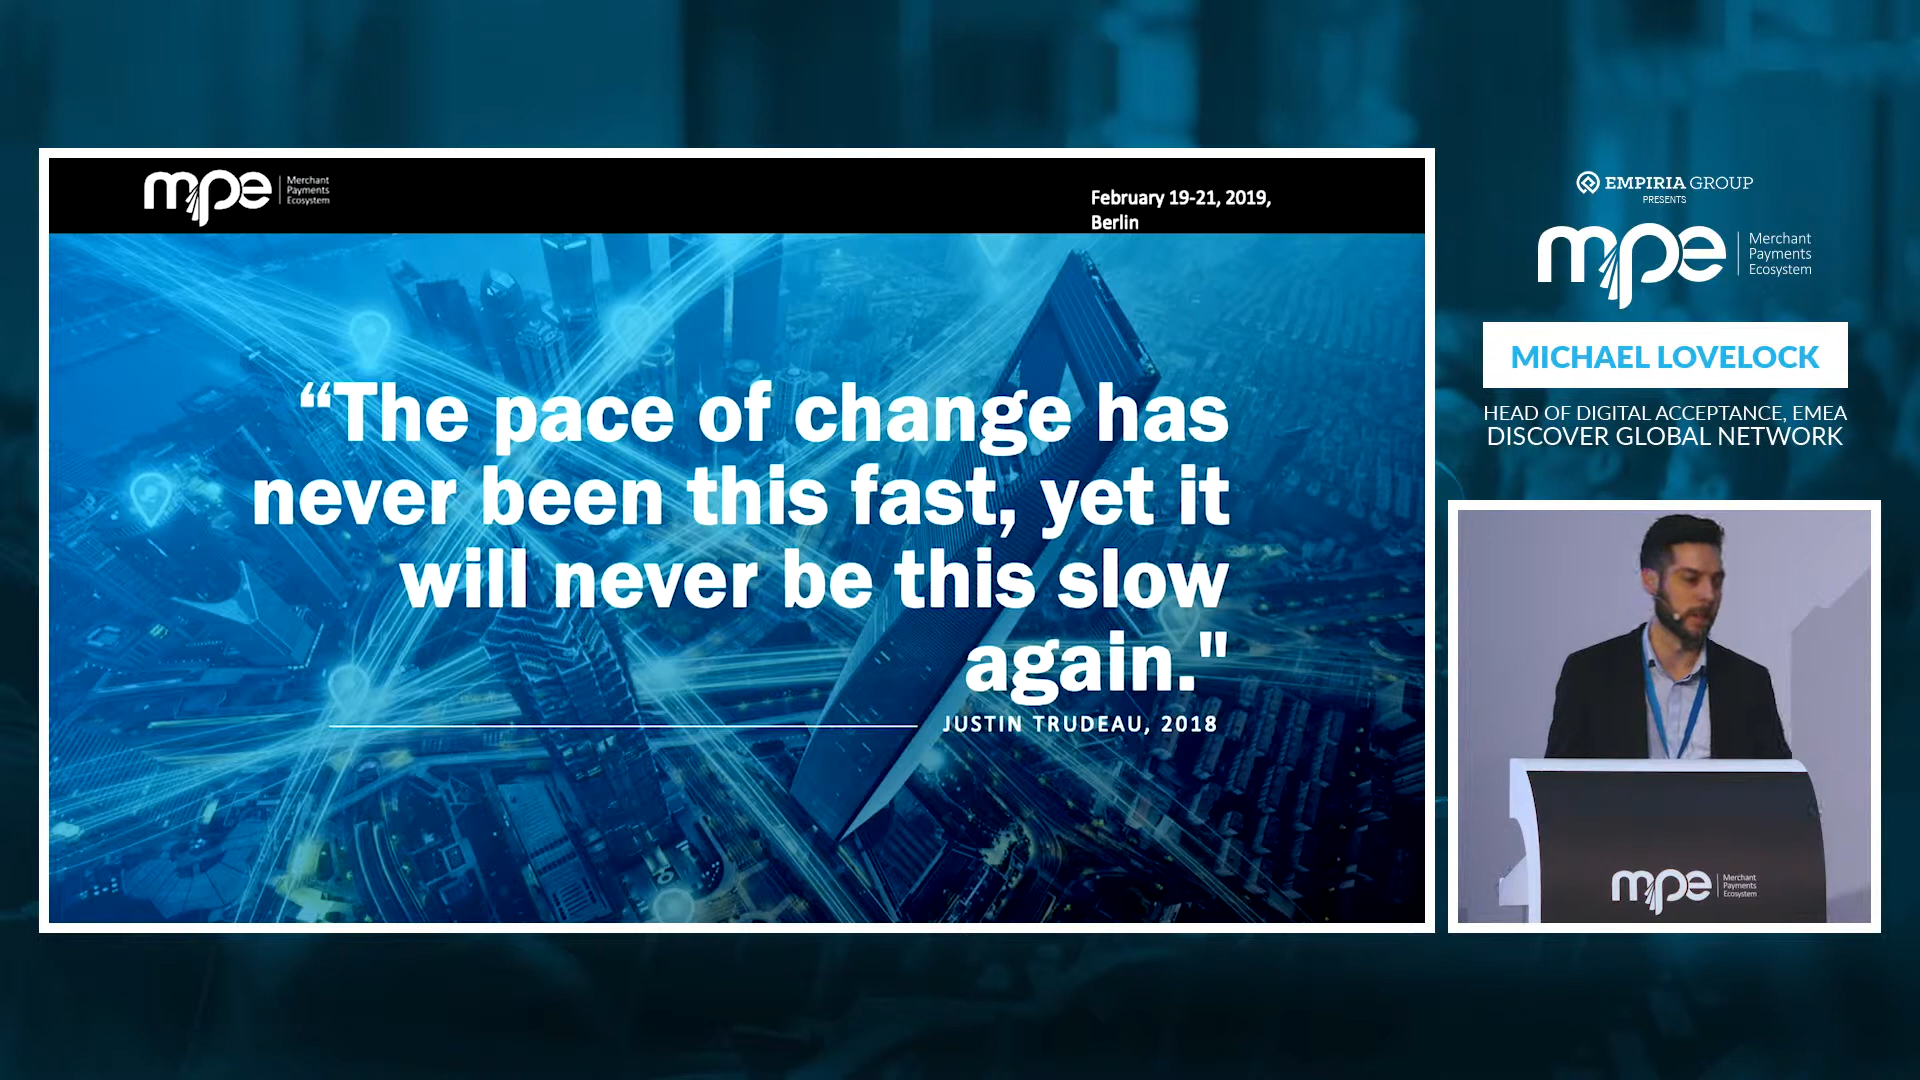 mpe
Merchant
Payments
Ecosystem
February 19-21, 2019,
Berlin
“The pace of change has
never been this fast, yet it
will never be this slow
again."
JUSTIN TRUDEAU, 2018
EMPIRIA GROUP
PRESENTS
mpe
Merchant
Payments
Ecosystem
MICHAEL LOVELOCK
HEAD OF DIGITAL ACCEPTANCE, EMEA
DISCOVER GLOBAL NETWORK
mpe
Merchant
Payments
Ecosystem